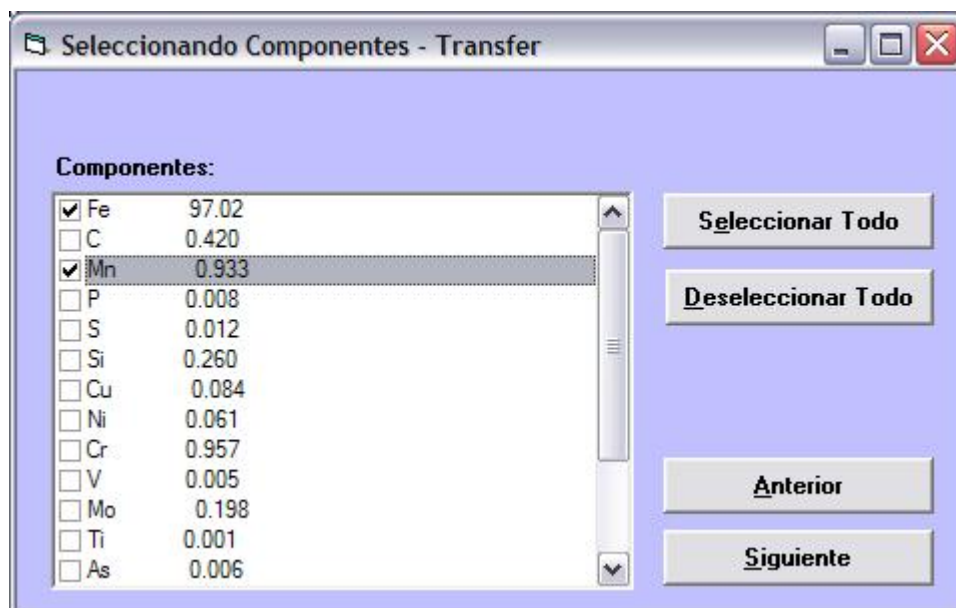 Seleccionando Componentes - Transfer
Componentes:
Fe 97.02
C 0.420
Mn 0.933
P 0.008
S 0.012
Si 0.260
Cu 0.084
Ni 0.061
Cr 0.957
V 0.005
Mo 0.198
Ti 0.001
As 0.006
Seleccionar Todo
Deseleccionar Todo
Anterior
Siguiente